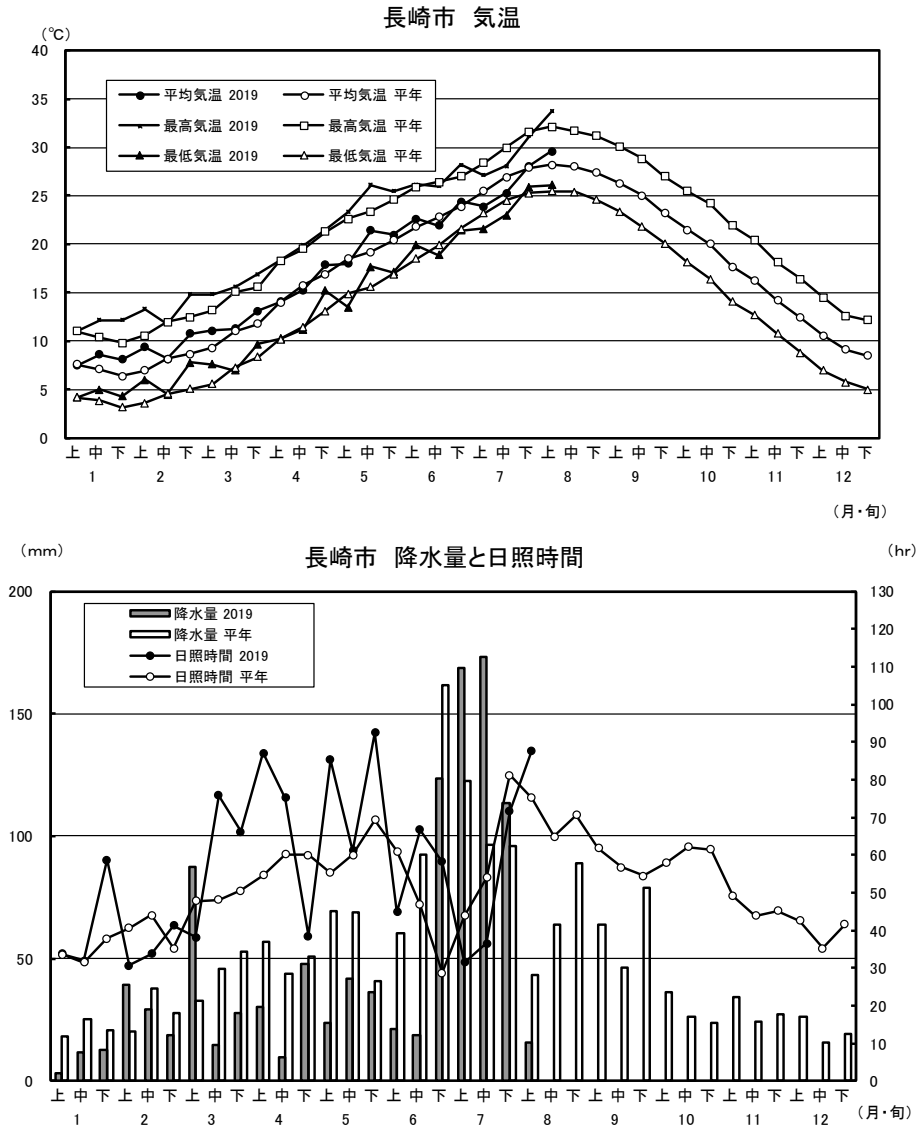 長崎市 気温
(℃)
40
35
30
25
20
15
10
5
0
平均気温 2019 平均気温 平年
最高気温 2019 最高気温 平年
最低気温 2019 最低気温 平年
上 中 下 上 中 下 上 中 下 上 中 下 上 中 下 上 中 下 上 中 下 上 中 下 上 中 下 上 中 下 上 中 下 上 中 下
1 2 3 4 5 6 7 8 9 10 11 12
(月・旬)
(mm) (hr)
長崎市 降水量と日照時間
200 130
120
110
150 100
90
80
100 70
60
50
50 40
30
20
10
0 0
降水量 2019
降水量 平年
日照時間 2019
日照時間 平年
上 中 下 上 中 下 上 中 下 上 中 下 上 中 下 上 中 下 上 中 下 上 中 下 上 中 下 上 中 下 上 中 下 上 中 下
1 2 3 4 5 6 7 8 9 10 11 12 (月・旬)